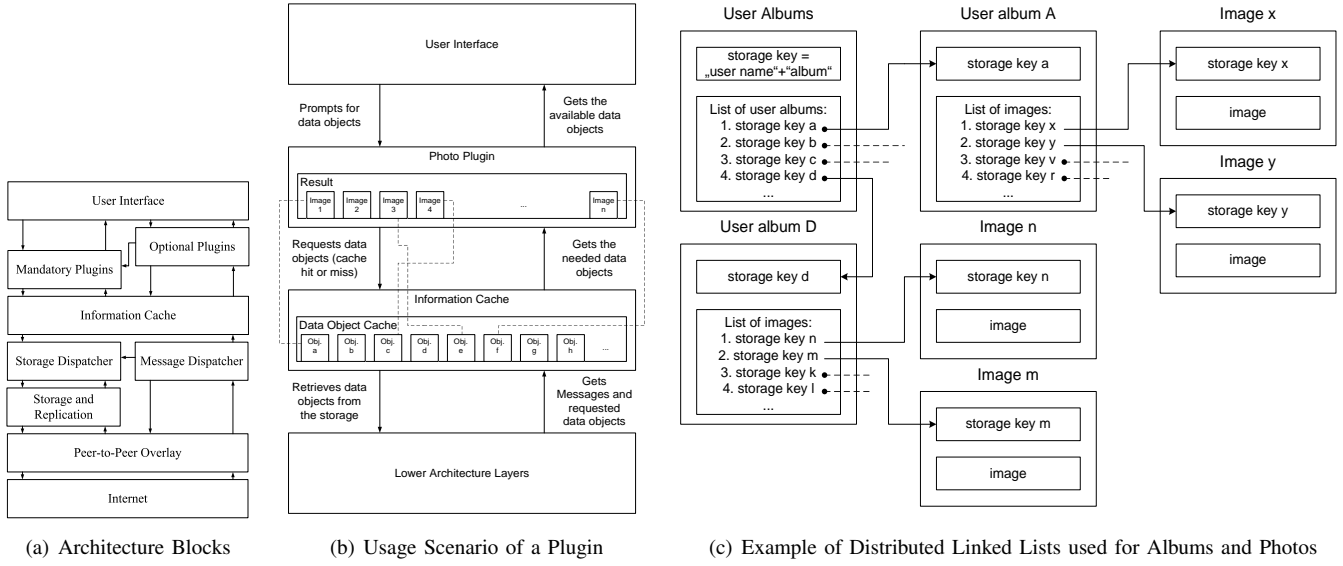 User Interface
Optional Plugins
Mandatory Plugins
Information Cache
Storage Dispatcher
Message Dispatcher
Storage and
Replication
Peer-to-Peer Overlay
Internet
(a) Architecture Blocks
User Interface
Prompts for
data objects
Gets the
available data
objects
Photo Plugin
Result
Image
1
Image
2
Image
3
Image
4
...
Image
n
Requests data
objects (cache
hit or miss)
Gets the
needed data
objects
Information Cache
Data Object Cache
Obj.
a
Obj.
b
Obj.
c
Obj.
d
Obj.
e
Obj.
f
Obj.
g
Obj.
h
...
Retrieves data
objects from
the storage
Gets
Messages and
requested
data objects
Lower Architecture Layers
(b) Usage Scenario of a Plugin
User Albums
storage key =
„user name“+“album“
List of user albums:
1. storage key a
2. storage key b
3. storage key c
4. storage key d
...
User album A
storage key a
List of images:
1. storage key x
2. storage key y
3. storage key v
4. storage key r
...
Image x
storage key x
image
Image y
storage key y
image
User album D
storage key d
List of images:
1. storage key n
2. storage key m
3. storage key k
4. storage key l
...
Image n
storage key n
image
Image m
storage key m
image
(c) Example of Distributed Linked Lists used for Albums and Photos